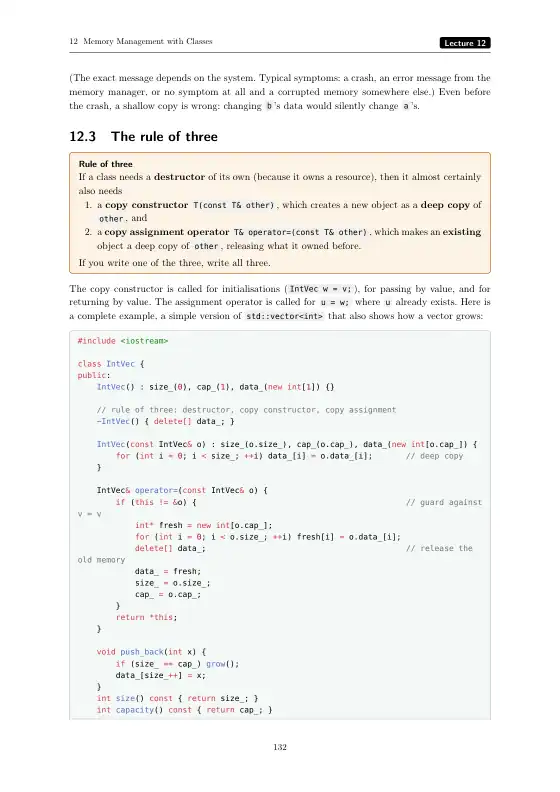 12 Memory Management with Classes
Lecture 12
(The exact message depends on the system. Typical symptoms: a crash, an error message from the
memory manager, or no symptom at all and a corrupted memory somewhere else.) Even before
the crash, a shallow copy is wrong: changing b's data would silently change a's.
12.3 The rule of three
Rule of three
If a class needs a destructor of its own (because it owns a resource), then it almost certainly
also needs
1. a copy constructor T(const T& other), which creates a new object as a deep copy of
other, and
2. a copy assignment operator T& operator=(const T& other), which makes an existing
object a deep copy of other, releasing what it owned before.
If you write one of the three, write all three.
The copy constructor is called for initialisations (IntVec w = v;), for passing by value, and for
returning by value. The assignment operator is called for u = w; where u already exists. Here is
a complete example, a simple version of std::vector<int> that also shows how a vector grows:
#include <iostream>
class IntVec {
public:
    IntVec() : size_(0), cap_(1), data_(new int[1]) {}
    // rule of three: destructor, copy constructor, copy assignment
    ~IntVec() { delete[] data_; }
    IntVec(const IntVec& o) : size_(o.size_), cap_(o.cap_), data_(new int[o.cap_]) {
        for (int i = 0; i < size_; ++i) data_[i] = o.data_[i]; // deep copy
    }
    IntVec& operator=(const IntVec& o) {
        if (this != &o) { // guard against
v = v
            int* fresh = new int[o.cap_];
            for (int i = 0; i < o.size_; ++i) fresh[i] = o.data_[i];
            delete[] data_; // release the
old memory
            data_ = fresh;
            size_ = o.size_;
            cap_ = o.cap_;
        }
        return *this;
    }
    void push_back(int x) {
        if (size_ == cap_) grow();
        data_[size_++] = x;
    }
    int size() const { return size_; }
    int capacity() const { return cap_; }
132